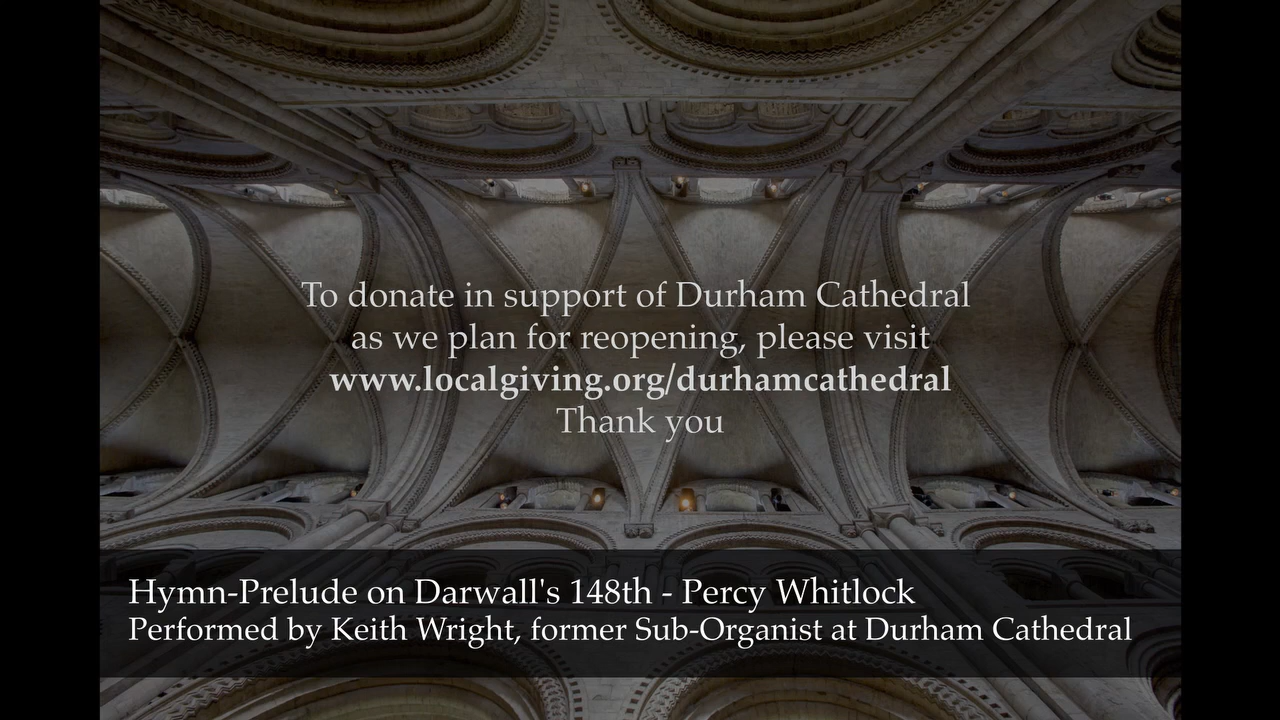 To donate in support of Durham Cathedral
as we plan for reopening, please visit
www.localgiving.org/durhamcathedral
Thank you
Hymn-Prelude on Darwall's 148th - Percy Whitlock
Performed by Keith Wright, former Sub-Organist at Durham Cathedral